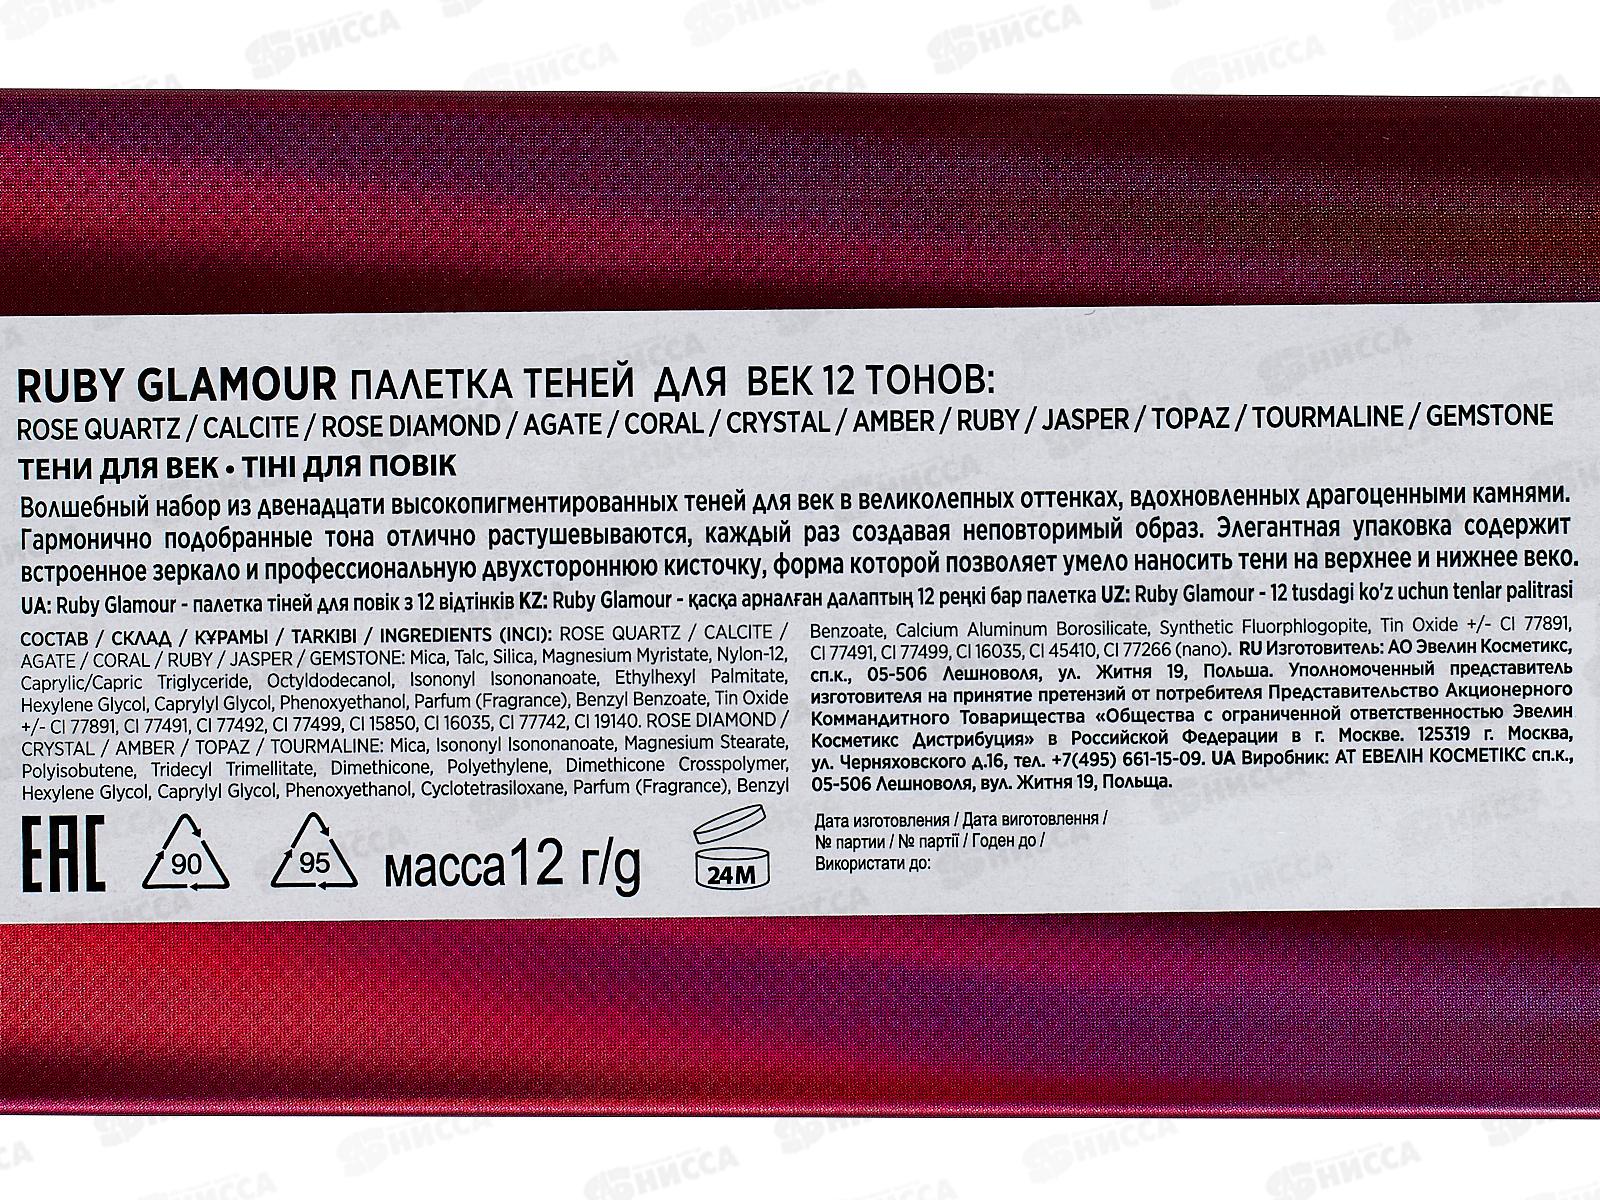 RUBY GLAMOUR ПАЛЕТКА ТЕНЕЙ ДЛЯ ВЕК 12 ТОНОВ:
ROSE QUARTZ / CALCITE / ROSE DIAMOND / AGATE / CORAL / CRYSTAL / AMBER / RUBY / JASPER / TOPAZ / TOURMALINE / GEMSTONE
ТЕНИ ДЛЯ ВЕК • ТІНІ ДЛЯ ПОВІК
Волшебный набор из двенадцати высокопигментированных теней для век в великолепных оттенках, вдохновленных драгоценными камнями.
Гармонично подобранные тона отлично растушевываются, каждый раз создавая неповторимый образ. Элегантная упаковка содержит
встроенное зеркало и профессиональную двухстороннюю кисточку, форма которой позволяет умело наносить тени на верхнее и нижнее веко.
UA: Ruby Glamour - палетка тіней для повік з 12 відтінків KZ: Ruby Glamour - қасқа арналған далаптың 12 реңкі бар палетка UZ: Ruby Glamour - 12 tusdagi ko'z uchun tenlar palitrasi
СОСТАВ / СКЛАД / ҚҰРАМЫ / TARKIBI / INGREDIENTS (INCI): ROSE QUARTZ / CALCITE /
AGATE / CORAL / RUBY / JASPER / GEMSTONE: Mica, Talc, Silica, Magnesium Myristate, Nylon-12,
Caprylic/Capric Triglyceride, Octyldodecanol, Isononyl Isononanoate, Ethylhexyl Palmitate,
Hexylene Glycol, Caprylyl Glycol, Phenoxyethanol, Parfum (Fragrance), Benzyl Benzoate, Tin Oxide
+/- CI 77891, CI 77491, CI 77492, CI 77499, CI 15850, CI 16035, CI 77742, CI 19140. ROSE DIAMOND /
CRYSTAL / AMBER / TOPAZ / TOURMALINE: Mica, Isononyl Isononanoate, Magnesium Stearate,
Polyisobutene, Tridecyl Trimellitate, Dimethicone, Polyethylene, Dimethicone Crosspolymer,
Hexylene Glycol, Caprylyl Glycol, Phenoxyethanol, Cyclotetrasiloxane, Parfum (Fragrance), Benzyl
Benzoate, Calcium Aluminum Borosilicate, Synthetic Fluorphlogopite, Tin Oxide +/- CI 77891,
CI 77491, CI 77499, CI 16035, CI 45410, CI 77266 (nano). RU Изготовитель: АО Эвелин Косметикс,
сп.к., 05-506 Лешноволя, ул. Житня 19, Польша. Уполномоченный представитель
изготовителя на принятие претензий от потребителя Представительство Акционерного
Коммандитного Товарищества «Общества с ограниченной ответственностью Эвелин
Косметикс Дистрибуция» в Российской Федерации в г. Москве. 125319 г. Москва,
ул. Черняховского д.16, тел. +7(495) 661-15-09. UA Виробник: АТ ЕВЕЛІН КОСМЕТІКС сп.к.,
05-506 Лешноволя, вул. Житня 19, Польща.
EAC
90
95
масса12 г/g
24M
Дата изготовления / Дата виготовлення /
№ партии / № партії / Годен до /
Використати до: